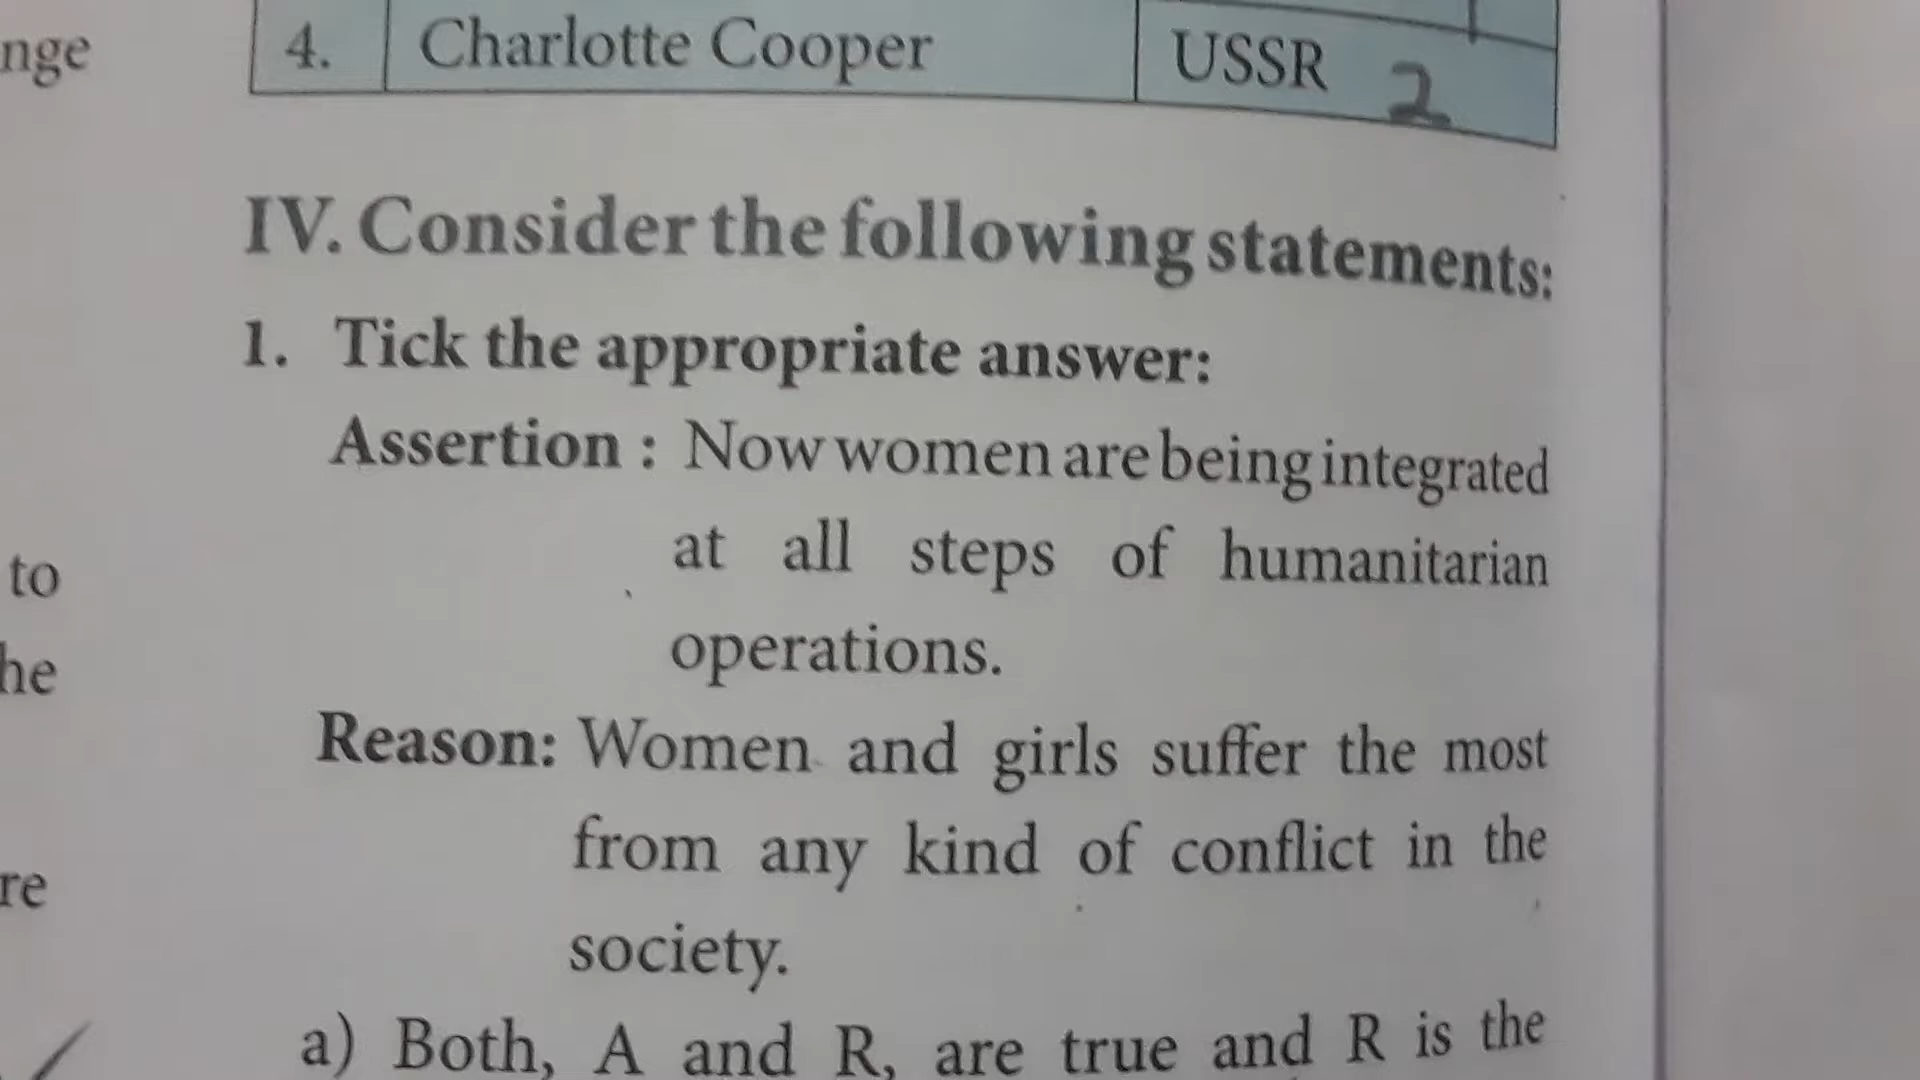 nge
4. Charlotte Cooper USSR 2
IV. Consider the following statements:
1. Tick the appropriate answer:
Assertion : Now women are being integrated
at all steps of humanitarian
to
operations.
he
Reason: Women and girls suffer the most
from any kind of conflict in the
re
society.
a) Both, A and R, are true and R is the